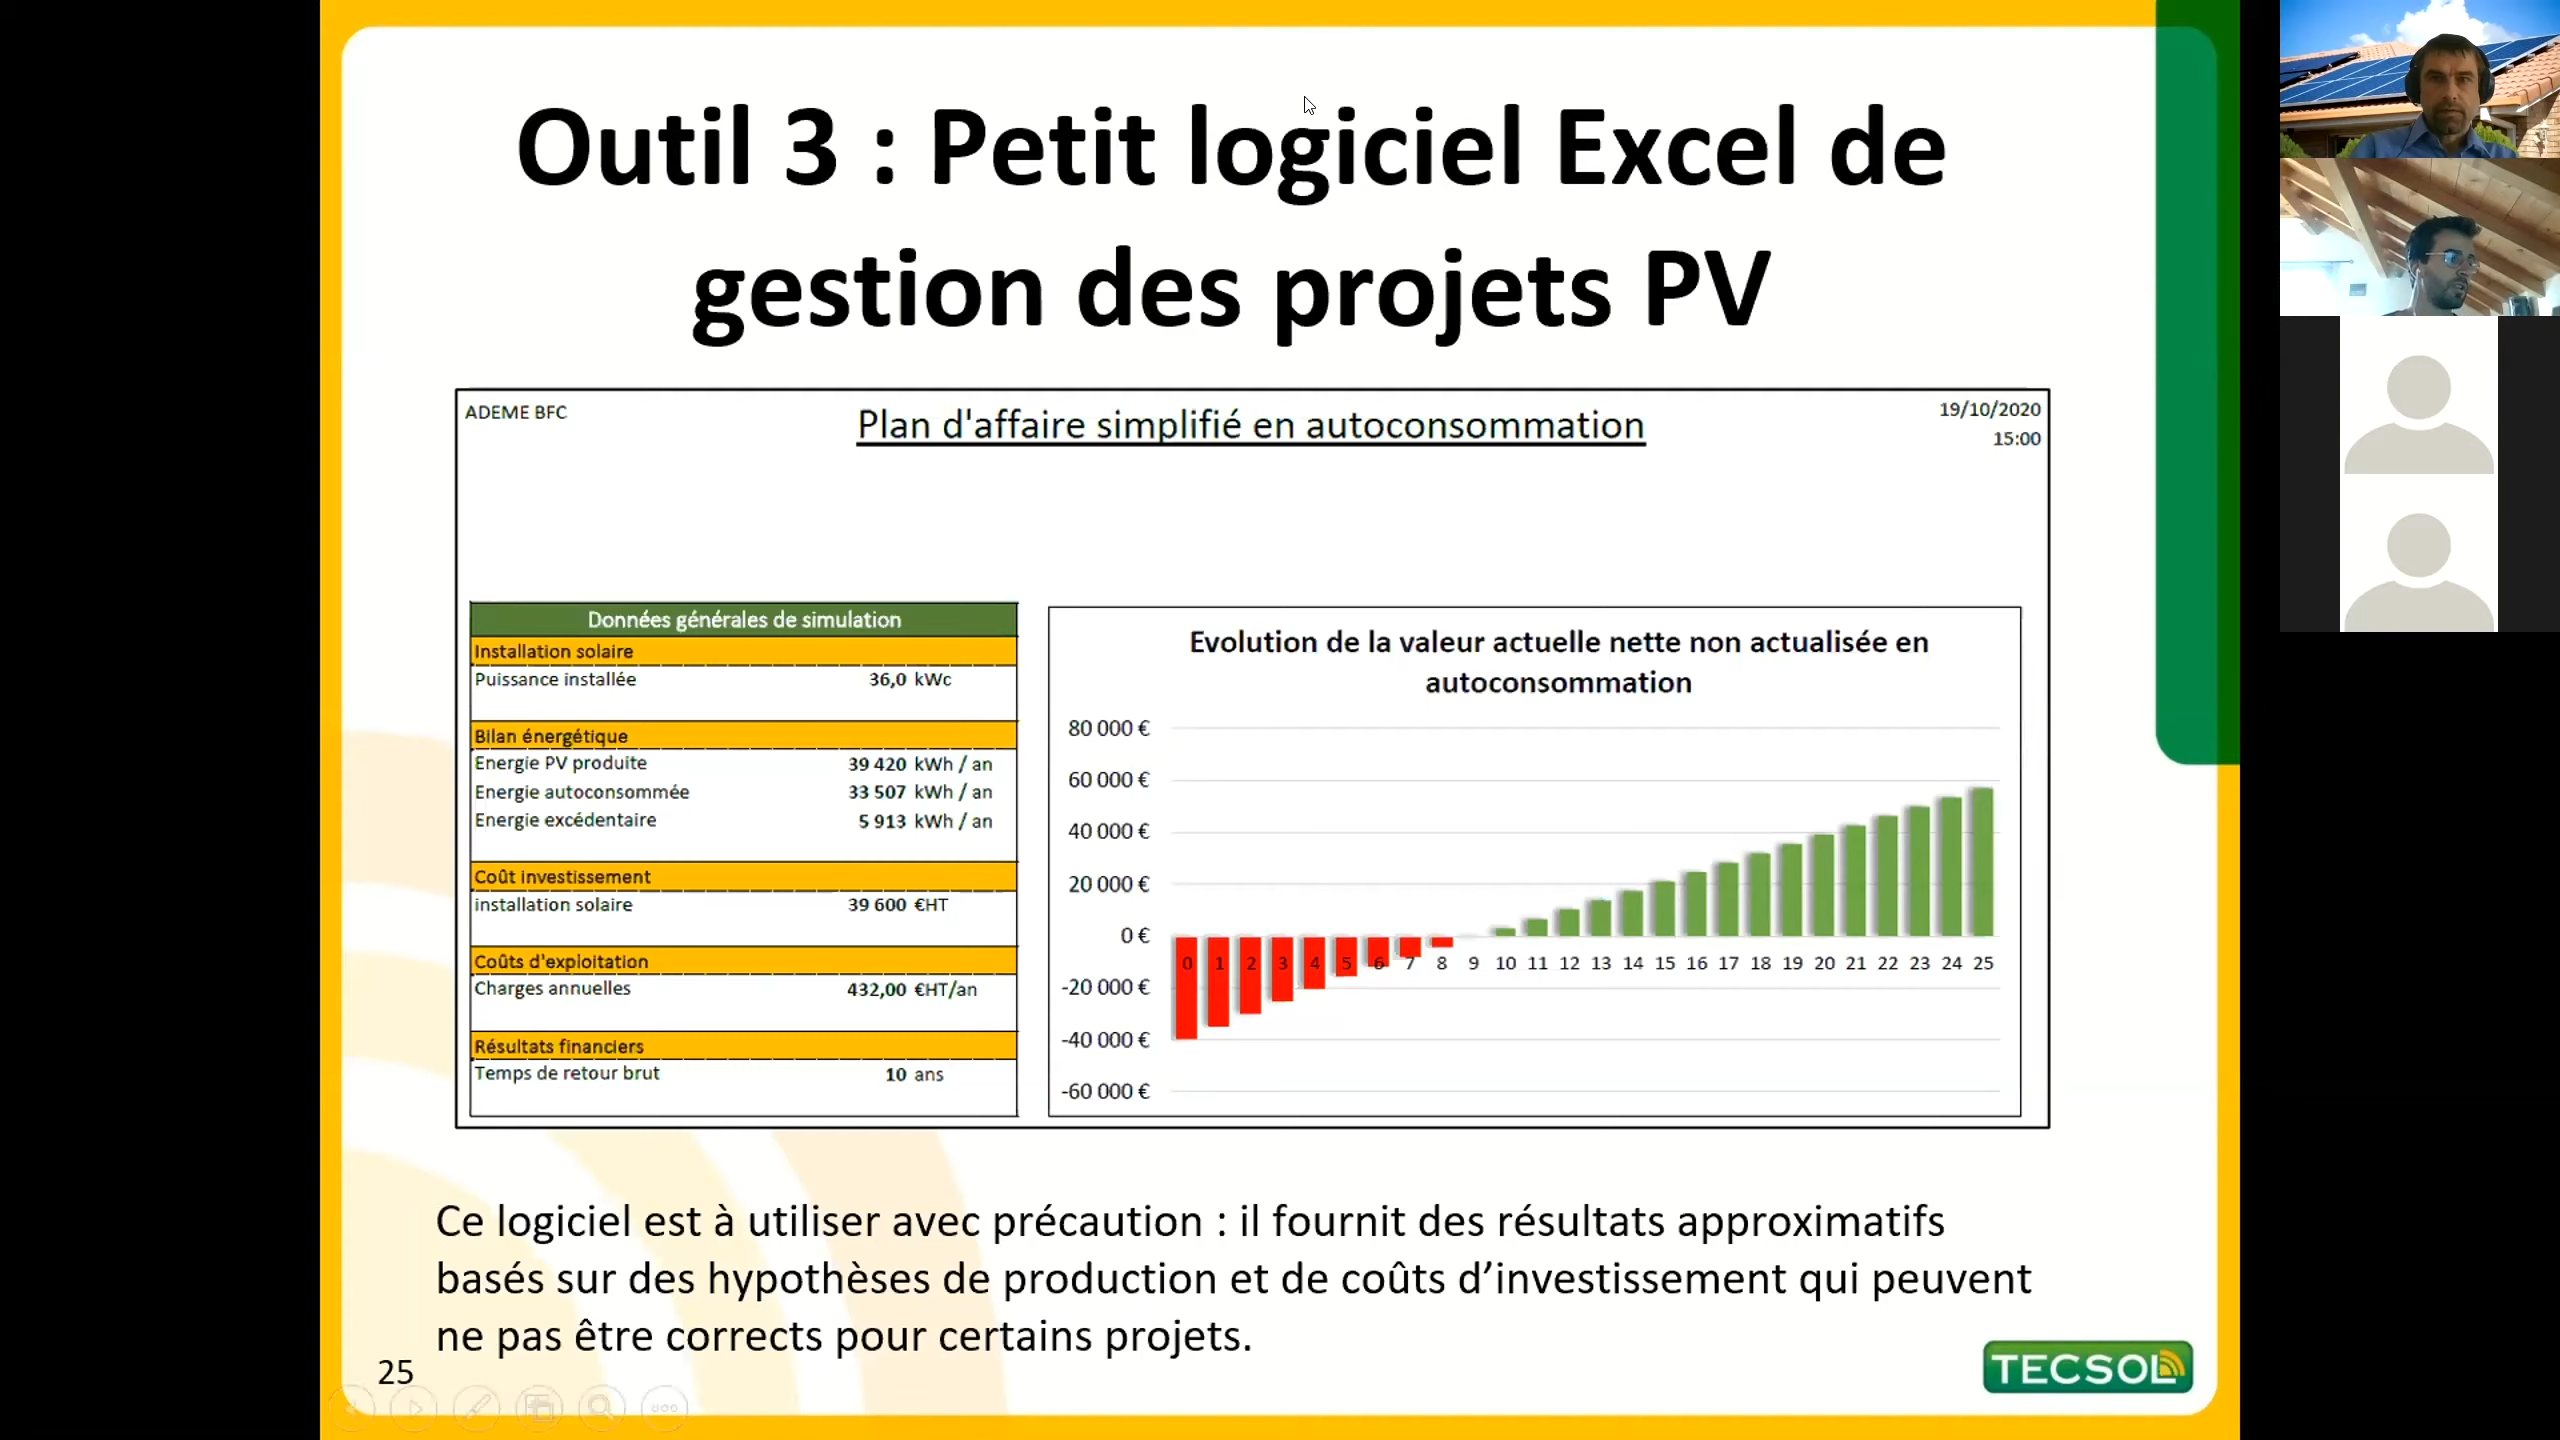 Outil 3 : Petit logiciel Excel de
gestion des projets PV
ADEME BFC
Plan d'affaire simplifié en autoconsommation
19/10/2020
15:00
Données générales de simulation
Installation solaire
Puissance installée 36,0 kWc
Bilan énergétique
Energie PV produite 39 420 kWh / an
Energie autoconsommée 33 507 kWh / an
Energie excédentaire 5 913 kWh / an
Coût investissement
installation solaire 39 600 €HT
Coûts d'exploitation
Charges annuelles 432,00 €HT/an
Résultats financiers
Temps de retour brut 10 ans
Evolution de la valeur actuelle nette non actualisée en
autoconsommation
80 000 €
60 000 €
40 000 €
20 000 €
0 €
0 1 2 3 4 5 6 7 8 9 10 11 12 13 14 15 16 17 18 19 20 21 22 23 24 25
-20 000 €
-40 000 €
-60 000 €
Ce logiciel est à utiliser avec précaution : il fournit des résultats approximatifs
basés sur des hypothèses de production et de coûts d’investissement qui peuvent
ne pas être corrects pour certains projets.
25
TECSOL